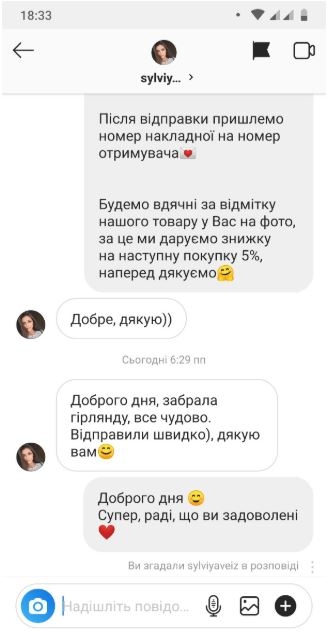 18:33
sylviy... >
Після відправки пришлемо
номер накладної на номер
отримувача💌
Будемо вдячні за відмітку
нашого товару у Вас на фото,
за це ми даруємо знижку
на наступну покупку 5%,
наперед дякуємо🤗
Добре, дякую))
Сьогодні 6:29 пп
Доброго дня, забрала
гірлянду, все чудово.
Відправили швидко), дякую
вам😊
Доброго дня 😊
Супер, раді, що ви задоволені
❤️
Ви згадали sylviyaveiz в розповіді
Надішліть повідо...